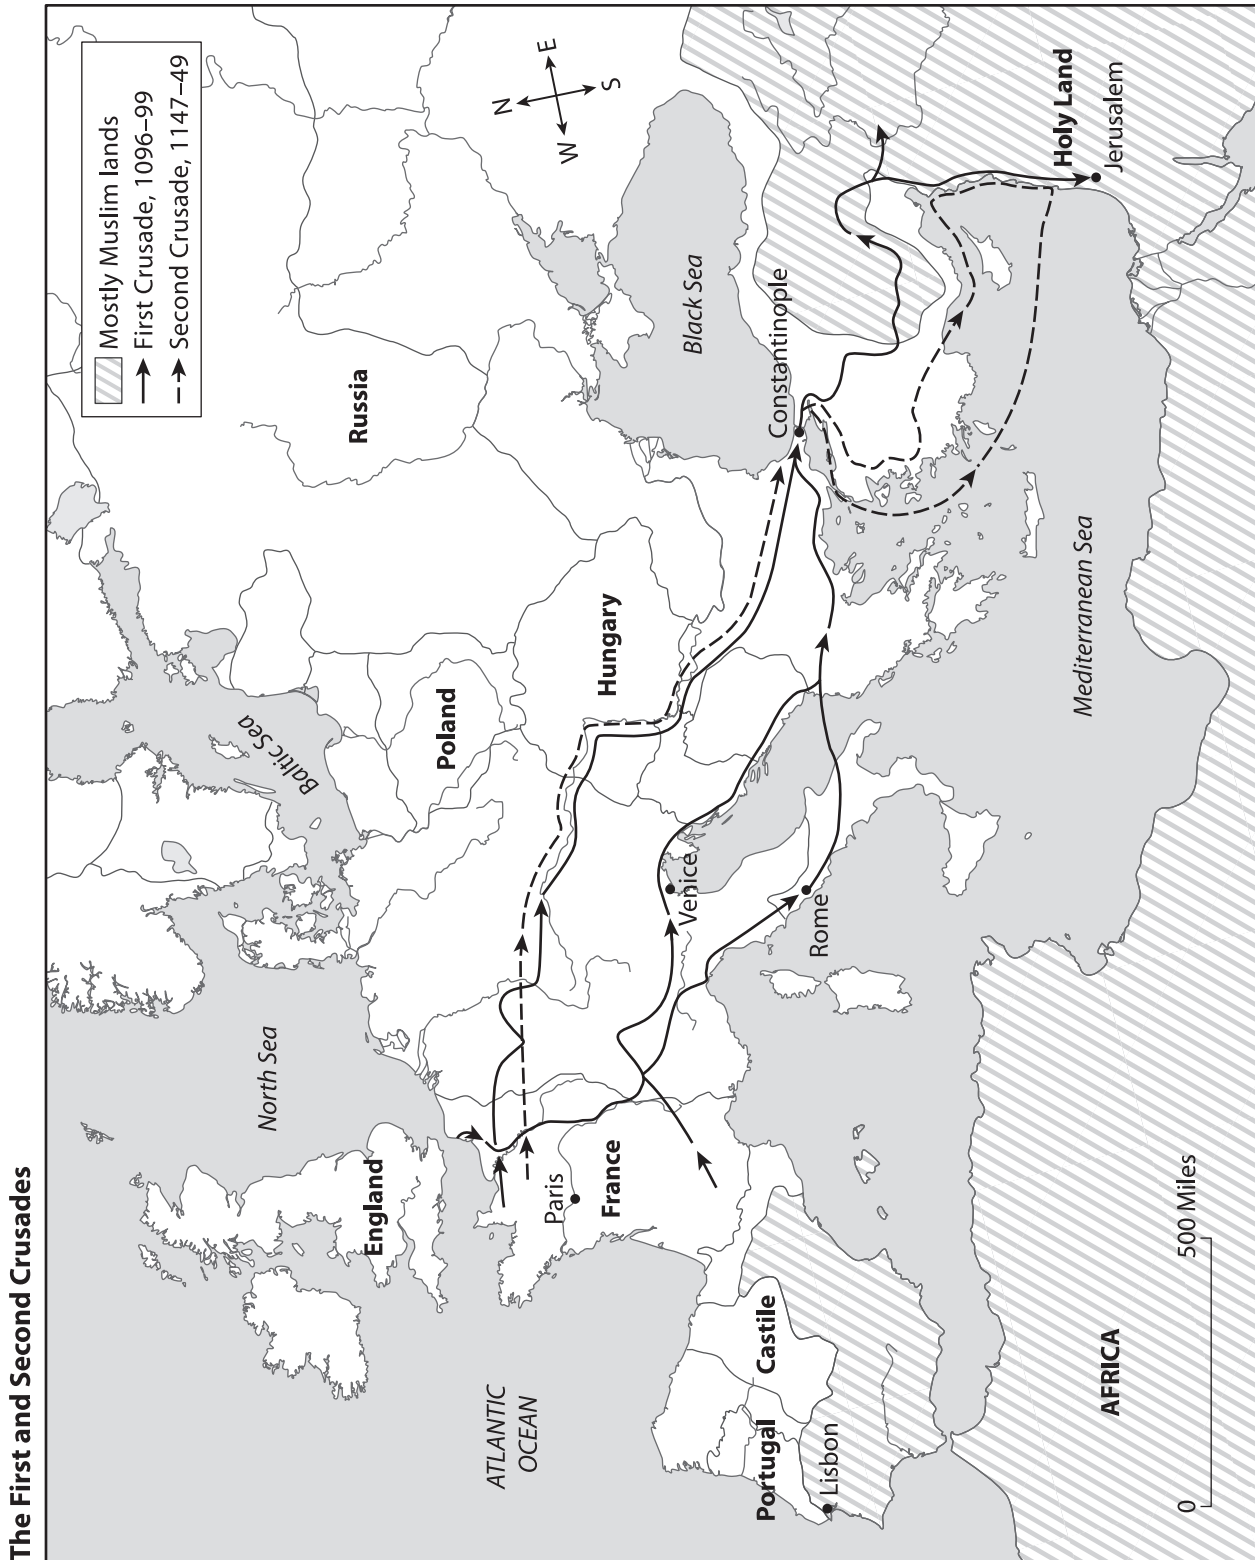 The First and Second Crusades
Mostly Muslim lands
First Crusade, 1096–99
Second Crusade, 1147–49
N
E
S
W
Russia
Black Sea
Constantinople
Holy Land
Jerusalem
Baltic Sea
Poland
Hungary
Mediterranean Sea
North Sea
Venice
Rome
England
Paris
France
ATLANTIC
OCEAN
Castile
Portugal
Lisbon
AFRICA
0
500 Miles